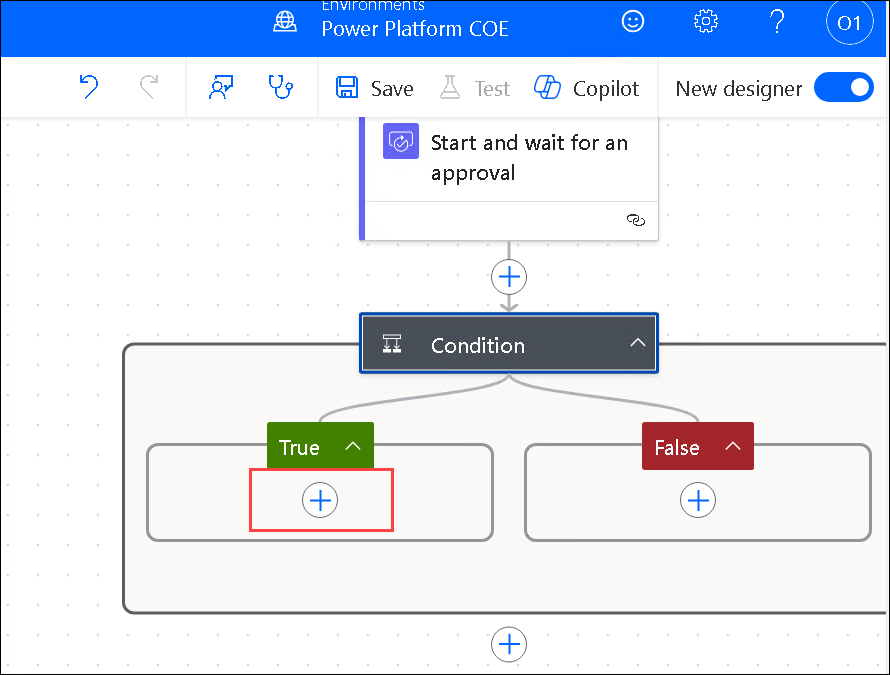 Environments
Power Platform COE
O1
Save
Test
Copilot
New designer
Start and wait for an
approval
Condition
True
False